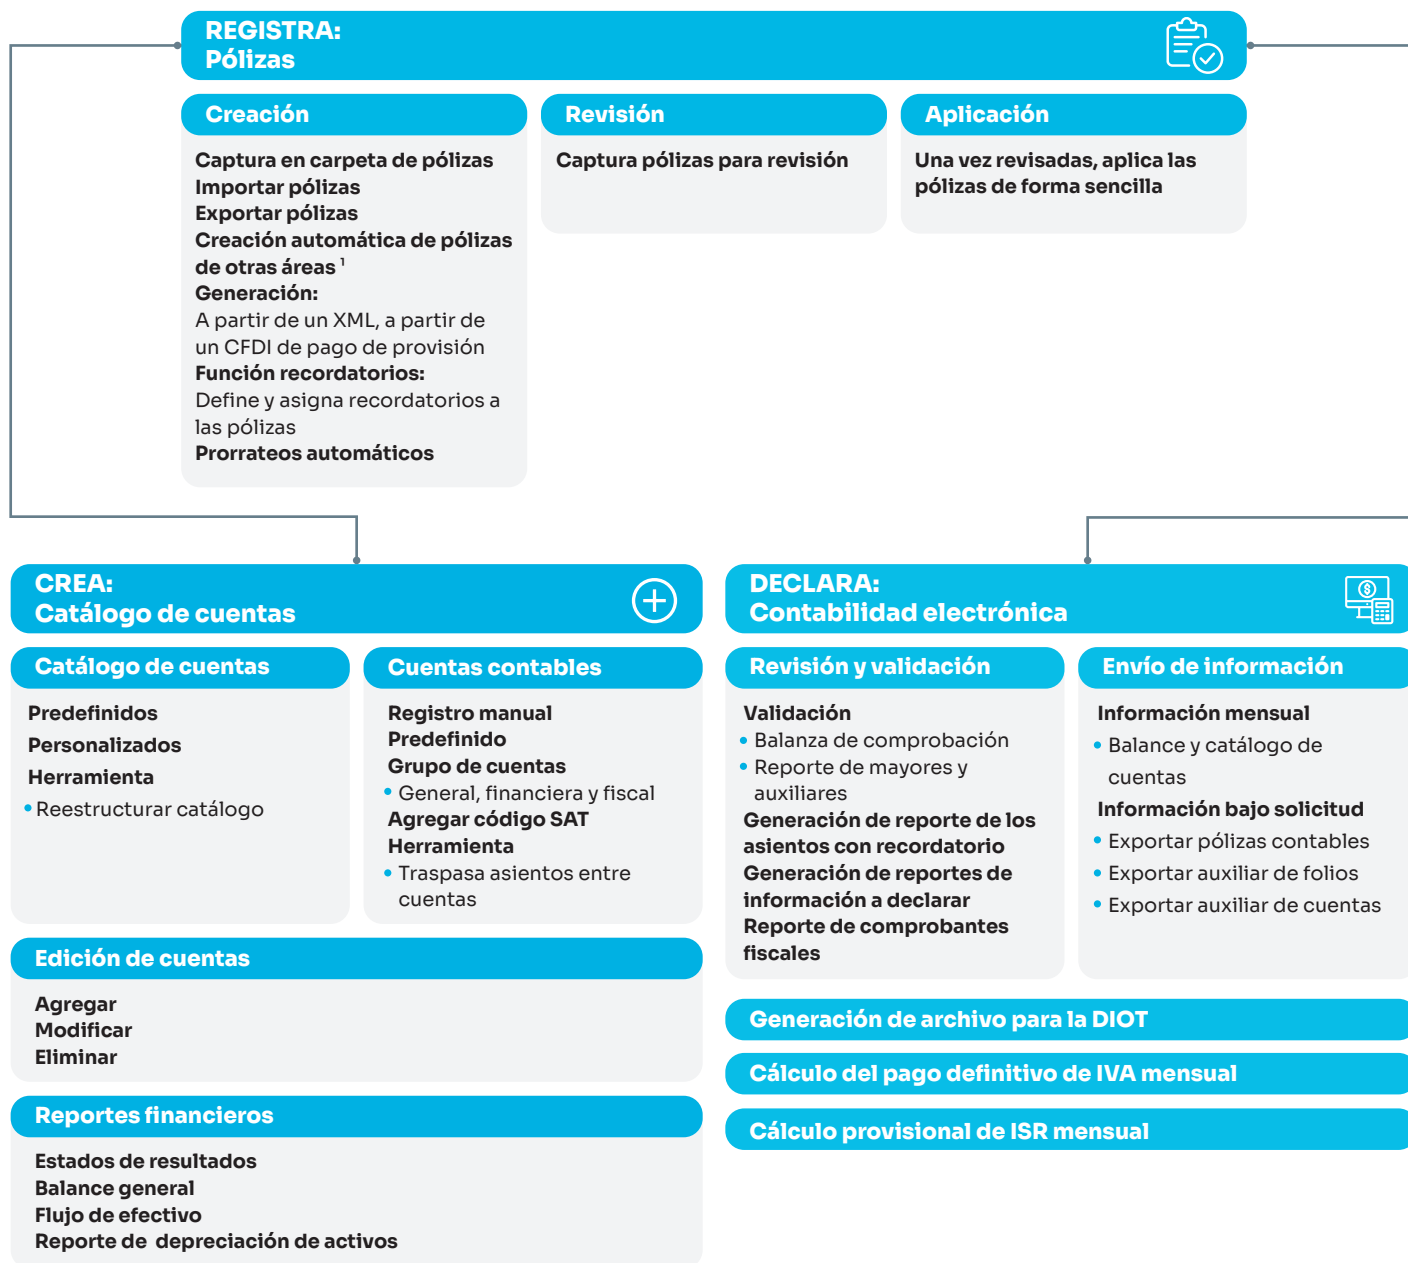 REGISTRA:
Pólizas
Creación
Captura en carpeta de pólizas
Importar pólizas
Exportar pólizas
Creación automática de pólizas
de otras áreas ¹
Generación:
A partir de un XML, a partir de
un CFDI de pago de provisión
Función recordatorios:
Define y asigna recordatorios a
las pólizas
Prorrateos automáticos
Revisión
Captura pólizas para revisión
Aplicación
Una vez revisadas, aplica las
pólizas de forma sencilla
CREA:
Catálogo de cuentas
Catálogo de cuentas
Predefinidos
Personalizados
Herramienta
• Reestructurar catálogo
Cuentas contables
Registro manual
Predefinido
Grupo de cuentas
• General, financiera y fiscal
Agregar código SAT
Herramienta
• Traspasa asientos entre
cuentas
Edición de cuentas
Agregar
Modificar
Eliminar
Reportes financieros
Estados de resultados
Balance general
Flujo de efectivo
Reporte de depreciación de activos
DECLARA:
Contabilidad electrónica
Revisión y validación
Validación
• Balanza de comprobación
• Reporte de mayores y
auxiliares
Generación de reporte de los
asientos con recordatorio
Generación de reportes de
información a declarar
Reporte de comprobantes
fiscales
Envío de información
Información mensual
• Balance y catálogo de
cuentas
Información bajo solicitud
• Exportar pólizas contables
• Exportar auxiliar de folios
• Exportar auxiliar de cuentas
Generación de archivo para la DIOT
Cálculo del pago definitivo de IVA mensual
Cálculo provisional de ISR mensual